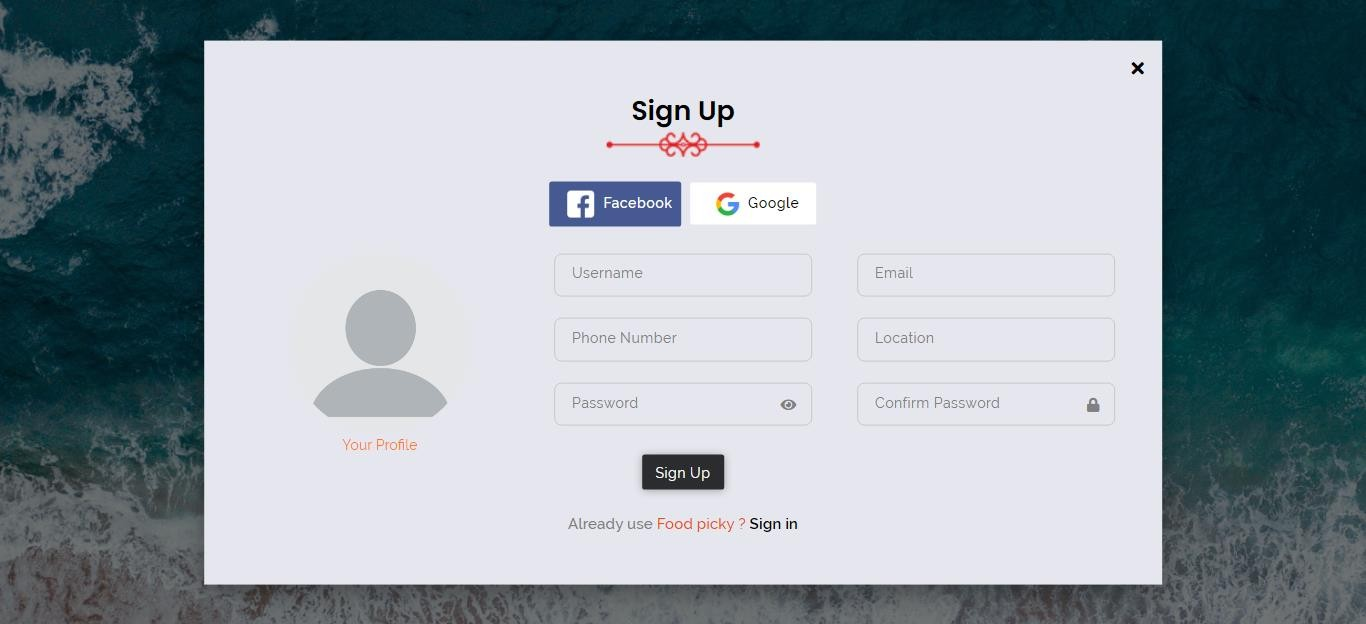 Sign Up
Facebook Google
Username Email
Phone Number Location
Password Confirm Password
Your Profile
Sign Up
Already use Food picky ? Sign in